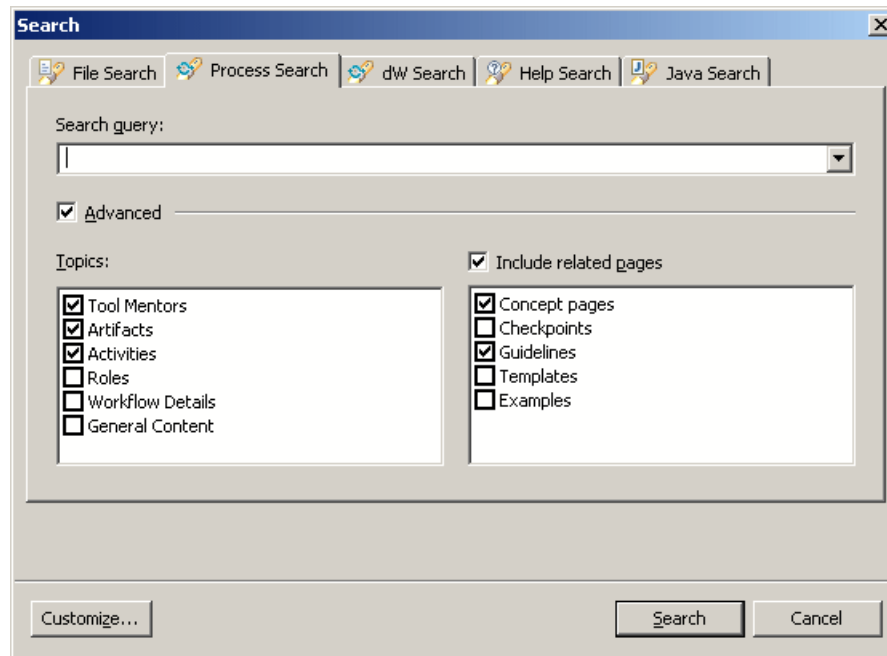 Search
File Search Process Search dW Search Help Search Java Search
Search query:
Advanced
Topics:
Include related pages
Tool Mentors
Artifacts
Activities
Roles
Workflow Details
General Content
Concept pages
Checkpoints
Guidelines
Templates
Examples
Customize... Search Cancel